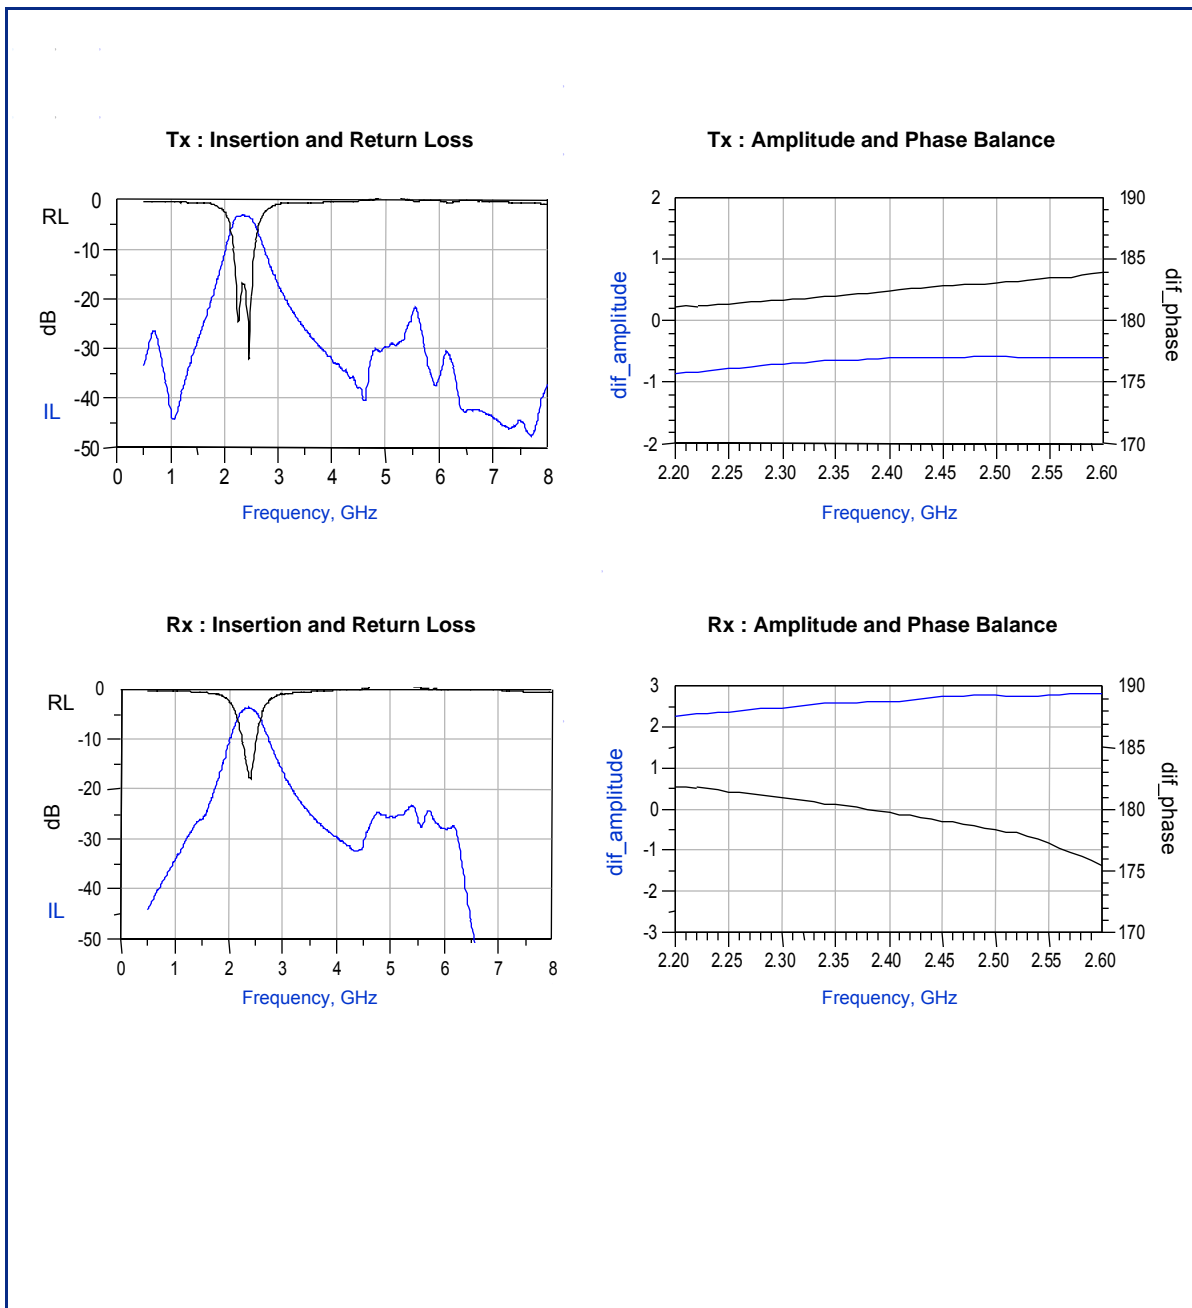 Tx : Insertion and Return Loss
RL
dB
IL
0
-10
-20
-30
-40
-50
0 1 2 3 4 5 6 7 8
Frequency, GHz
Tx : Amplitude and Phase Balance
dif_amplitude
2
1
0
-1
-2
190
185
180
175
170
dif_phase
2.20 2.25 2.30 2.35 2.40 2.45 2.50 2.55 2.60
Frequency, GHz
Rx : Insertion and Return Loss
RL
dB
IL
0
-10
-20
-30
-40
-50
0 1 2 3 4 5 6 7 8
Frequency, GHz
Rx : Amplitude and Phase Balance
dif_amplitude
3
2
1
0
-1
-2
-3
190
185
180
175
170
dif_phase
2.20 2.25 2.30 2.35 2.40 2.45 2.50 2.55 2.60
Frequency, GHz